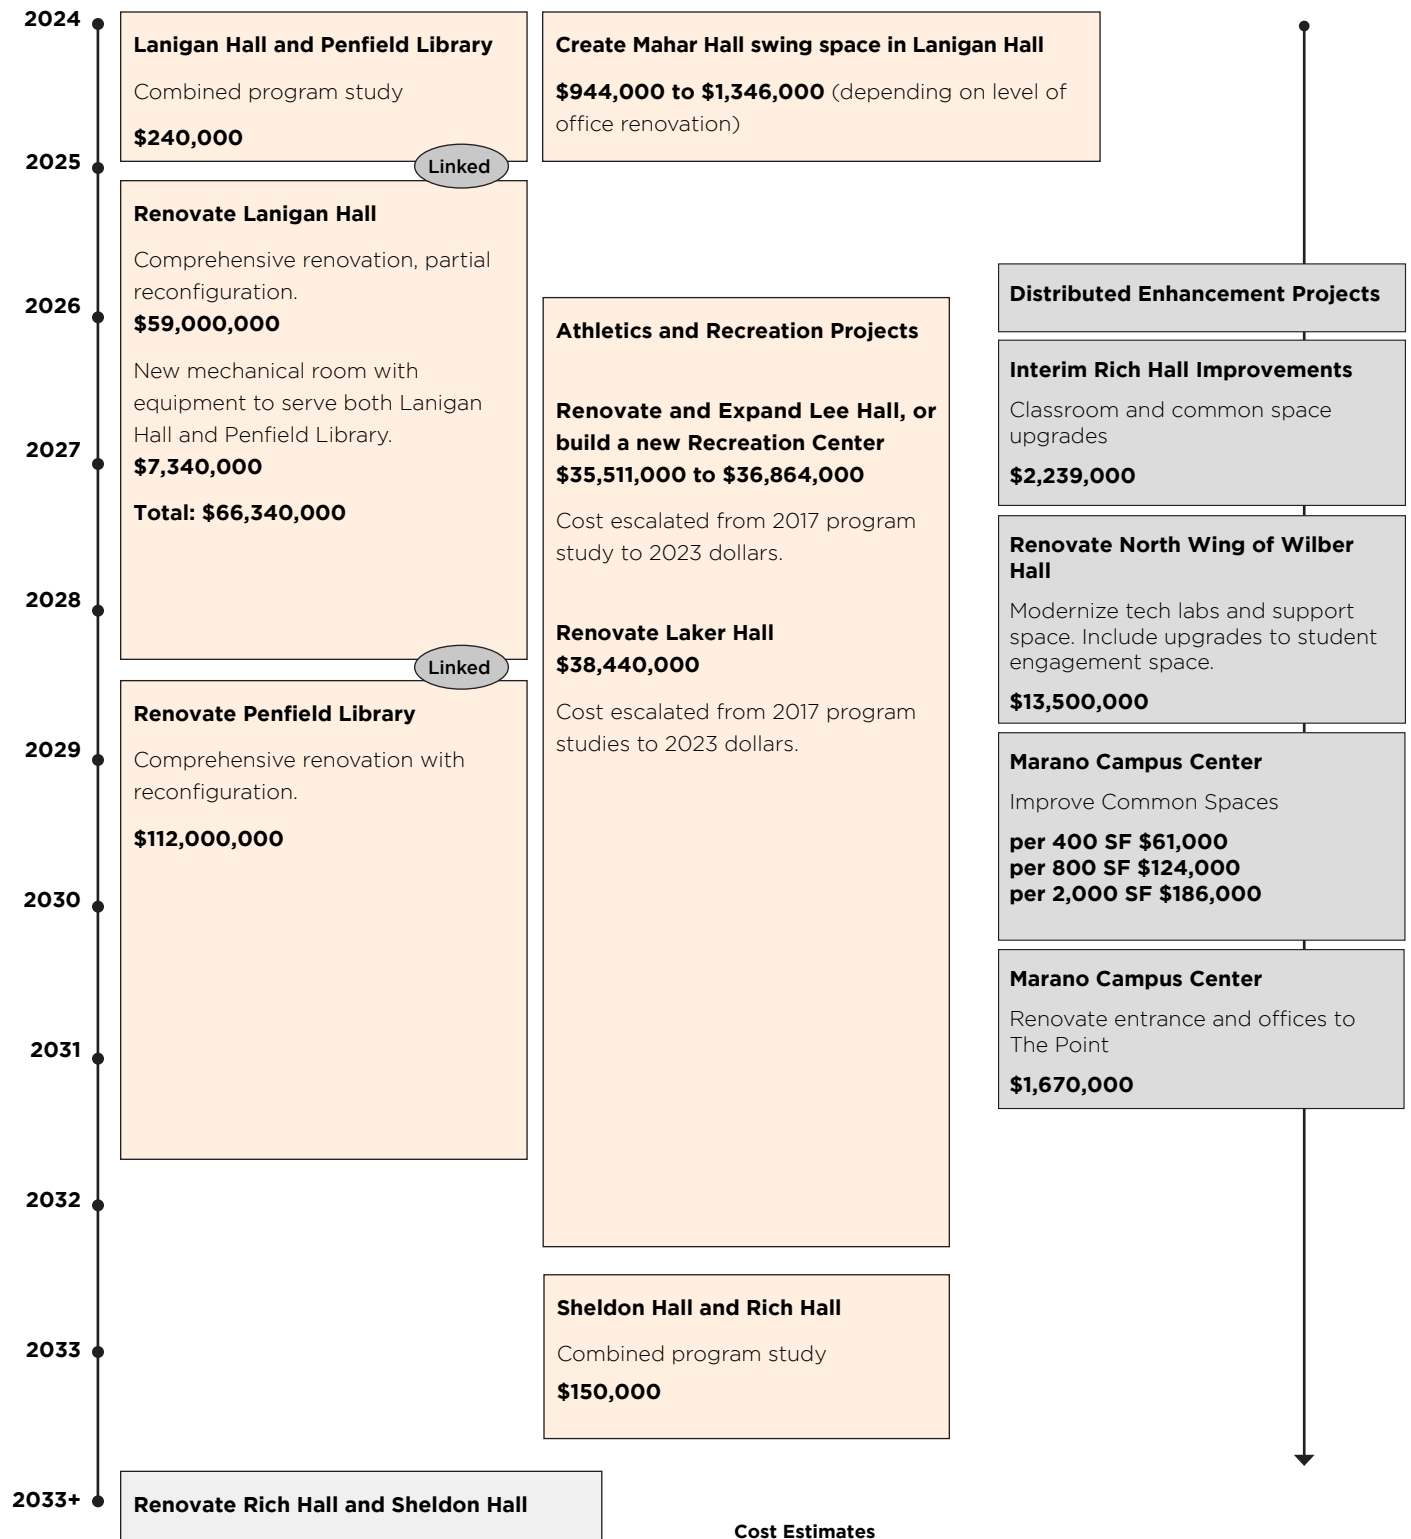 2024
2025
2026
2027
2028
2029
2030
2031
2032
2033
2033+
Lanigan Hall and Penfield Library
Combined program study
$240,000
Linked
Renovate Lanigan Hall
Comprehensive renovation, partial
reconfiguration.
$59,000,000
New mechanical room with
equipment to serve both Lanigan
Hall and Penfield Library.
$7,340,000
Total: $66,340,000
Linked
Renovate Penfield Library
Comprehensive renovation with
reconfiguration.
$112,000,000
Create Mahar Hall swing space in Lanigan Hall
$944,000 to $1,346,000 (depending on level of
office renovation)
Athletics and Recreation Projects
Renovate and Expand Lee Hall, or
build a new Recreation Center
$35,511,000 to $36,864,000
Cost escalated from 2017 program
study to 2023 dollars.
Renovate Laker Hall
$38,440,000
Cost escalated from 2017 program
studies to 2023 dollars.
Sheldon Hall and Rich Hall
Combined program study
$150,000
Distributed Enhancement Projects
Interim Rich Hall Improvements
Classroom and common space
upgrades
$2,239,000
Renovate North Wing of Wilber
Hall
Modernize tech labs and support
space. Include upgrades to student
engagement space.
$13,500,000
Marano Campus Center
Improve Common Spaces
per 400 SF $61,000
per 800 SF $124,000
per 2,000 SF $186,000
Marano Campus Center
Renovate entrance and offices to
The Point
$1,670,000
Renovate Rich Hall and Sheldon Hall
Cost Estimates